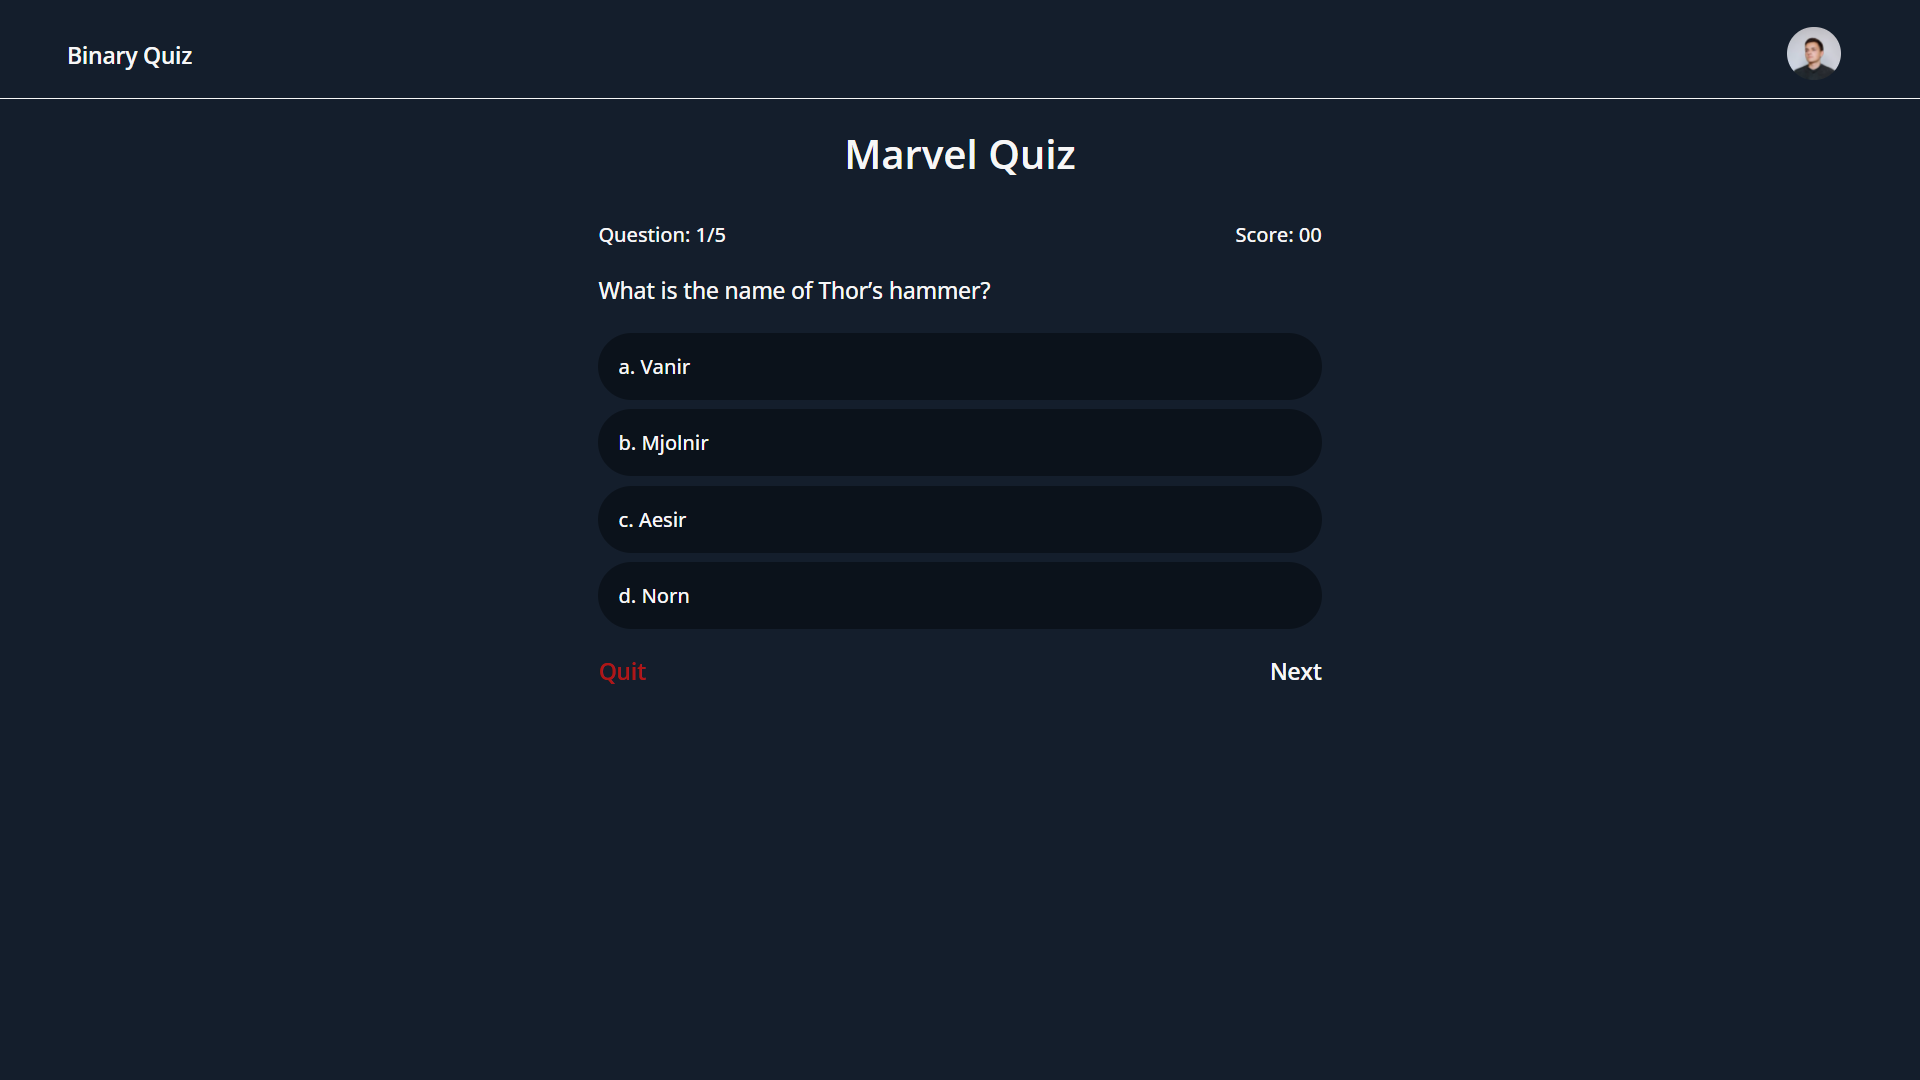 Binary Quiz
Marvel Quiz
Question: 1/5
Score: 00
What is the name of Thor’s hammer?
a. Vanir
b. Mjolnir
c. Aesir
d. Norn
Quit
Next